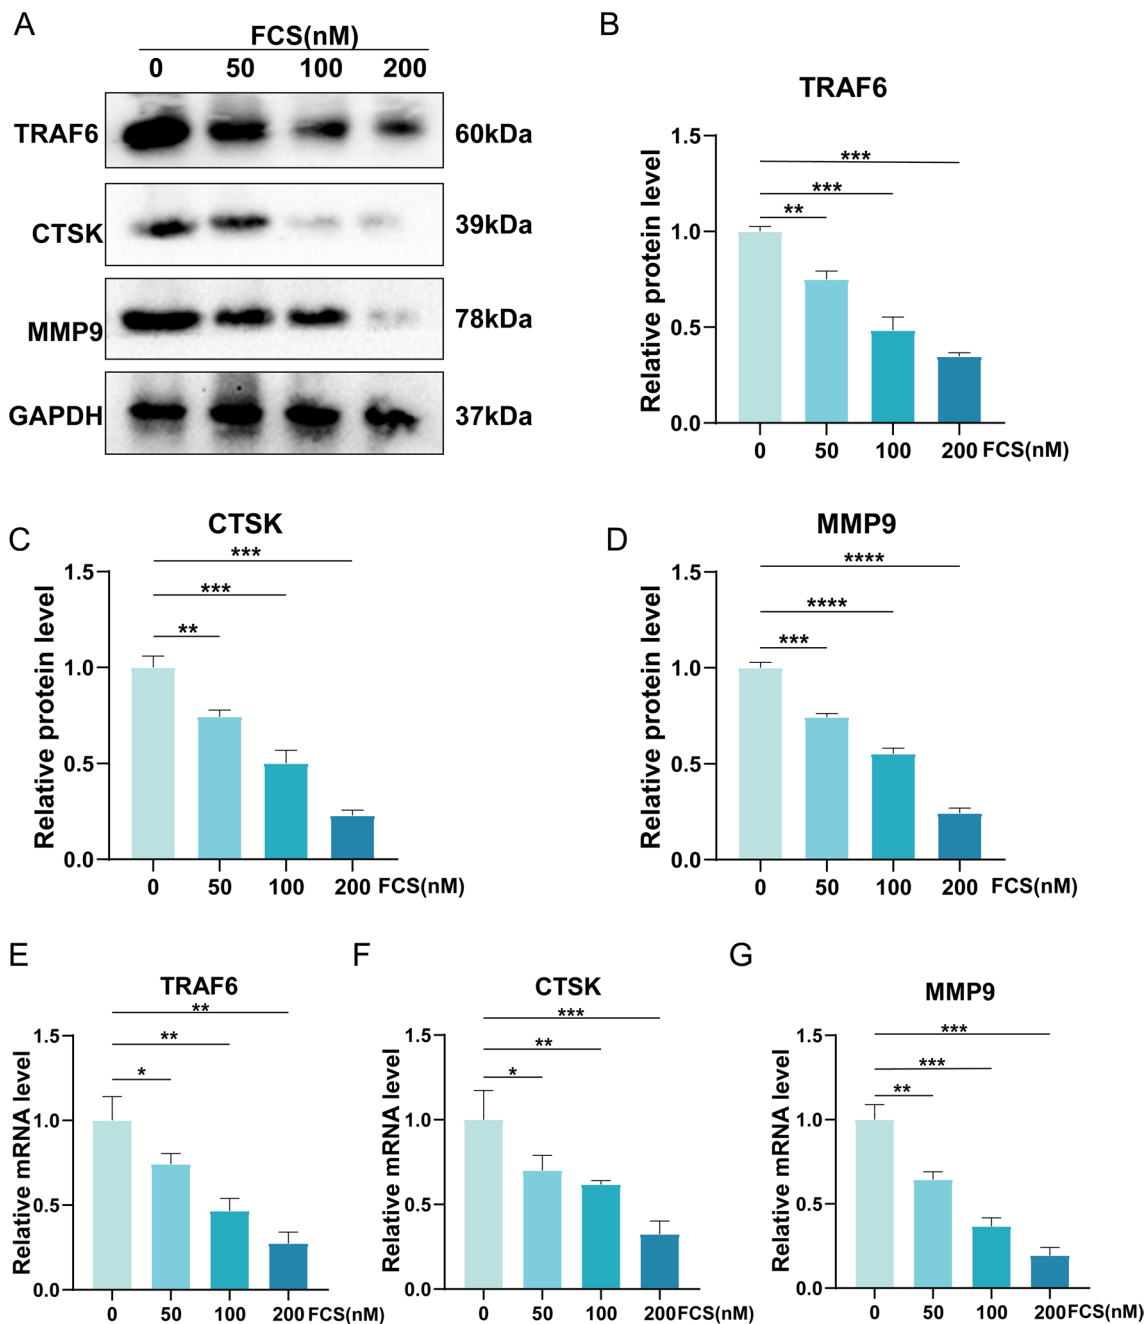 A
FCS(nM)
0 50 100 200
TRAF6 60kDa
CTSK 39kDa
MMP9 78kDa
GAPDH 37kDa
B
TRAF6
Relative protein level
1.5
1.0
0.5
0.0
***
***
**
0 50 100 200 FCS(nM)
C
CTSK
Relative protein level
1.5
1.0
0.5
0.0
***
***
**
0 50 100 200 FCS(nM)
D
MMP9
Relative protein level
1.5
1.0
0.5
0.0
****
****
***
0 50 100 200 FCS(nM)
E
TRAF6
Relative mRNA level
1.5
1.0
0.5
0.0
**
**
*
0 50 100 200 FCS(nM)
F
CTSK
Relative mRNA level
1.5
1.0
0.5
0.0
***
**
*
0 50 100 200 FCS(nM)
G
MMP9
Relative mRNA level
1.5
1.0
0.5
0.0
***
***
**
0 50 100 200 FCS(nM)